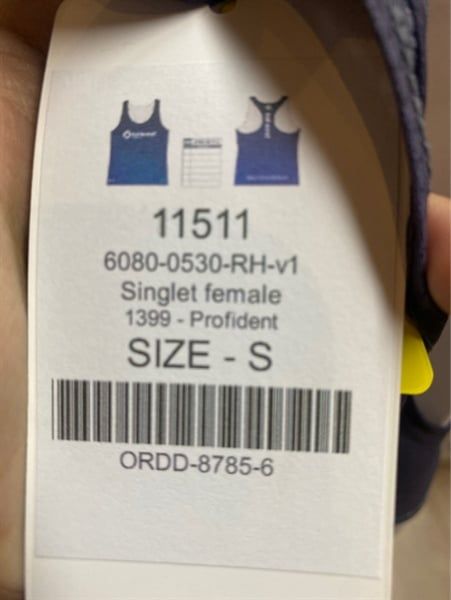 11511
6080-0530-RH-v1
Singlet female
1399 - Profident
SIZE - S
ORDD-8785-6